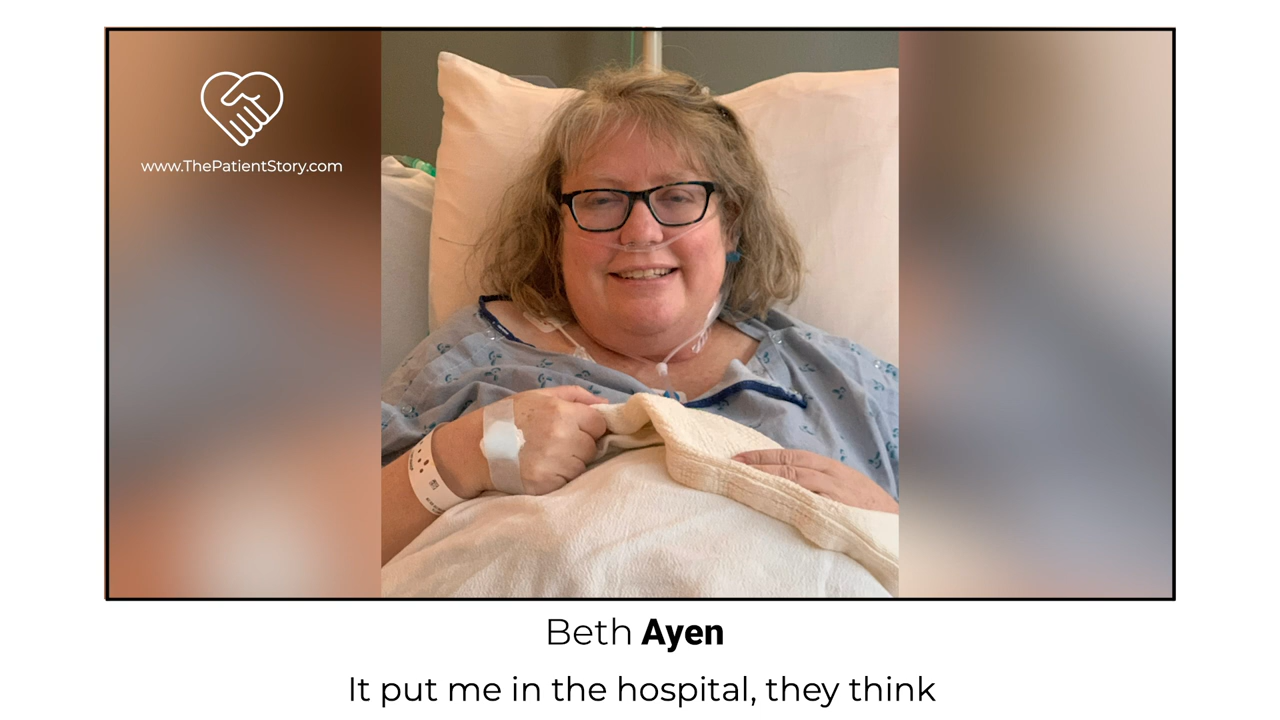 www.ThePatientStory.com
Beth Ayen
It put me in the hospital, they think